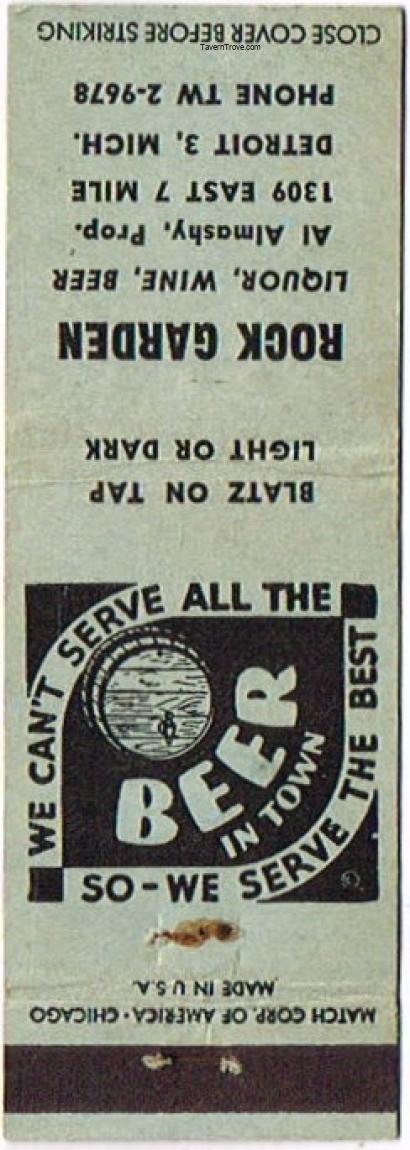 CLOSE COVER BEFORE STRIKING
TavernTrove.com
PHONE TW 2-9678
DETROIT 3, MICH.
1309 EAST 7 MILE
Al Almashy, Prop.
LIQUOR, WINE, BEER
ROCK GARDEN
LIGHT OR DARK
BLATZ ON TAP
WE CAN'T SERVE ALL THE
BEER
IN TOWN
SO-WE SERVE THE BEST
MADE IN U.S.A.
MATCH CORP. OF AMERICA · CHICAGO